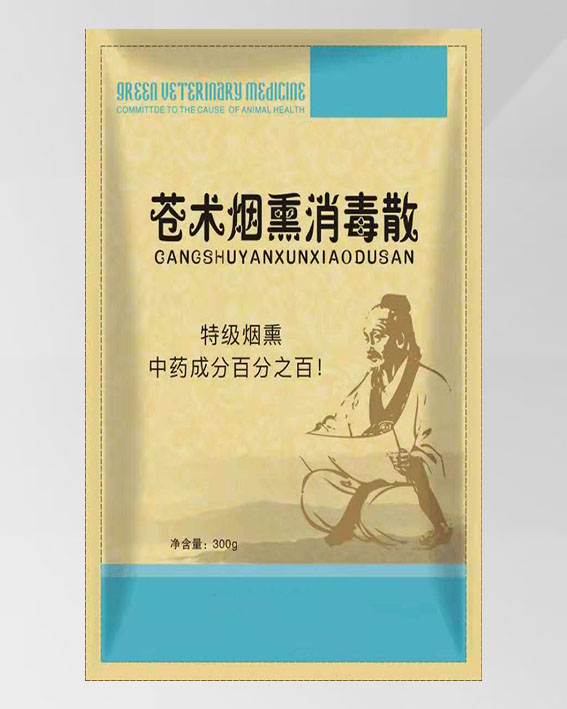 GREEN VETERINARY MEDICINE
COMMITTDE TO THE CAUSE OF ANIMAL HEALTH
苍术烟熏消毒散
CANGSHUYANXUNXIAODUSAN
特级烟熏
中药成分百分之百!
净含量：300g